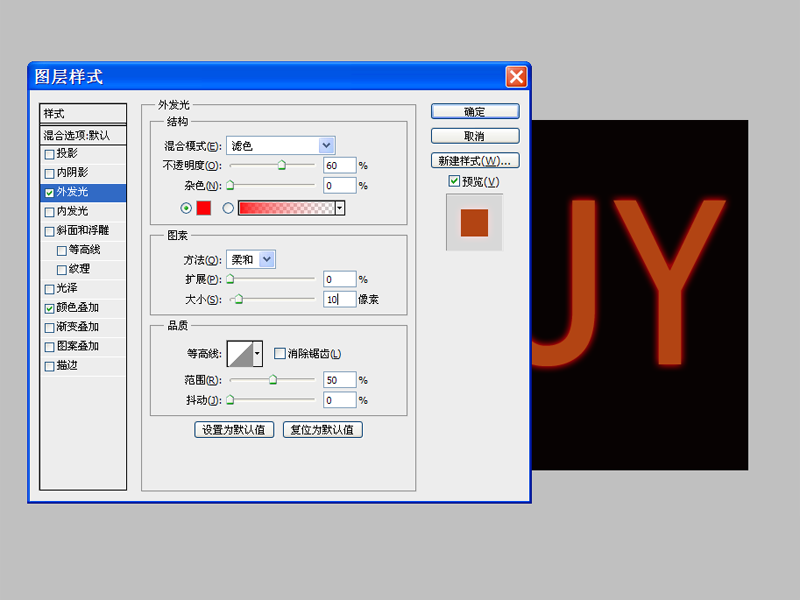 图层样式
样式
混合选项:默认
投影
内阴影
外发光
内发光
斜面和浮雕
等高线
纹理
光泽
颜色叠加
渐变叠加
图案叠加
描边
外发光
结构
混合模式(E): 滤色
不透明度(O): 60 %
杂色(N): 0 %
图素
方法(Q): 柔和
扩展(P): 0 %
大小(S): 10 像素
品质
等高线: 消除锯齿(L)
范围(R): 50 %
抖动(J): 0 %
设置为默认值 复位为默认值
确定
取消
新建样式(W)...
预览(V)
UY